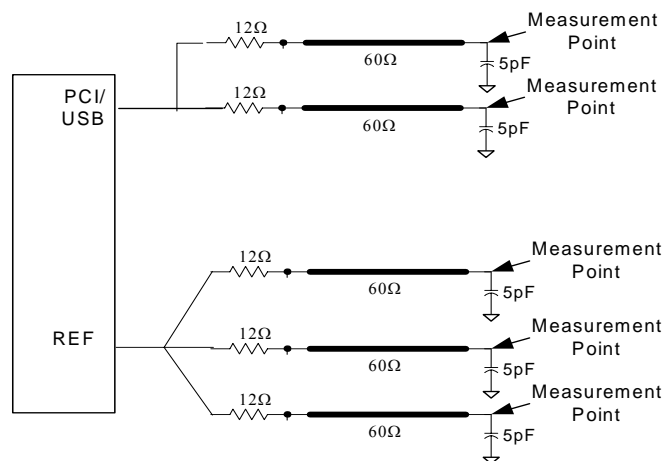 12Ω
Measurement
Point
60Ω
5pF
PCI/
USB
12Ω
Measurement
Point
60Ω
5pF
12Ω
Measurement
Point
60Ω
5pF
REF
12Ω
Measurement
Point
60Ω
5pF
12Ω
Measurement
Point
60Ω
5pF